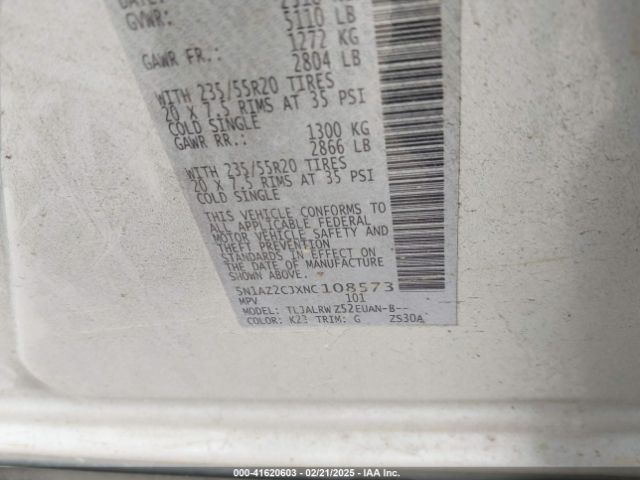 GVWR: 5110 LB
1272 KG
GAWR FR.: 2804 LB
WITH 235/55R20 TIRES
20 X 7.5 RIMS AT 35 PSI
COLD SINGLE
1300 KG
GAWR RR.: 2866 LB
WITH 235/55R20 TIRES
20 X 7.5 RIMS AT 35 PSI
COLD SINGLE
THIS VEHICLE CONFORMS TO
ALL APPLICABLE FEDERAL
MOTOR VEHICLE SAFETY AND
THEFT PREVENTION
STANDARDS IN EFFECT ON
THE DATE OF MANUFACTURE
SHOWN ABOVE.
5N1AZ2CJXNC108573
MPV 101
MODEL: TLJALRWZ52EUAN-B--
COLOR: K23 TRIM: G ZS30A
000-41620603 - 02/21/2025 - IAA Inc.